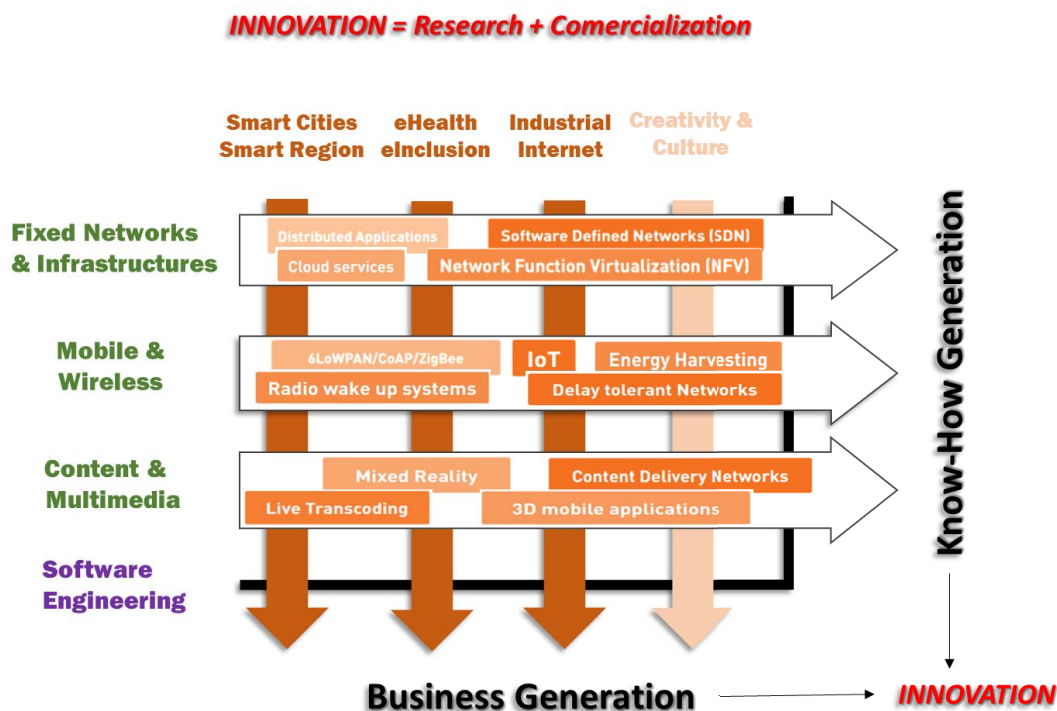 INNOVATION = Research + Comercialization
Smart Cities
Smart Region
eHealth
eInclusion
Industrial
Internet
Creativity &
Culture
Fixed Networks
& Infrastructures
Distributed Applications
Software Defined Networks (SDN)
Cloud services
Network Function Virtualization (NFV)
Mobile &
Wireless
6LoWPAN/CoAP/ZigBee
IoT
Energy Harvesting
Radio wake up systems
Delay tolerant Networks
Content &
Multimedia
Mixed Reality
Content Delivery Networks
Live Transcoding
3D mobile applications
Software
Engineering
Know-How Generation
Business Generation
INNOVATION